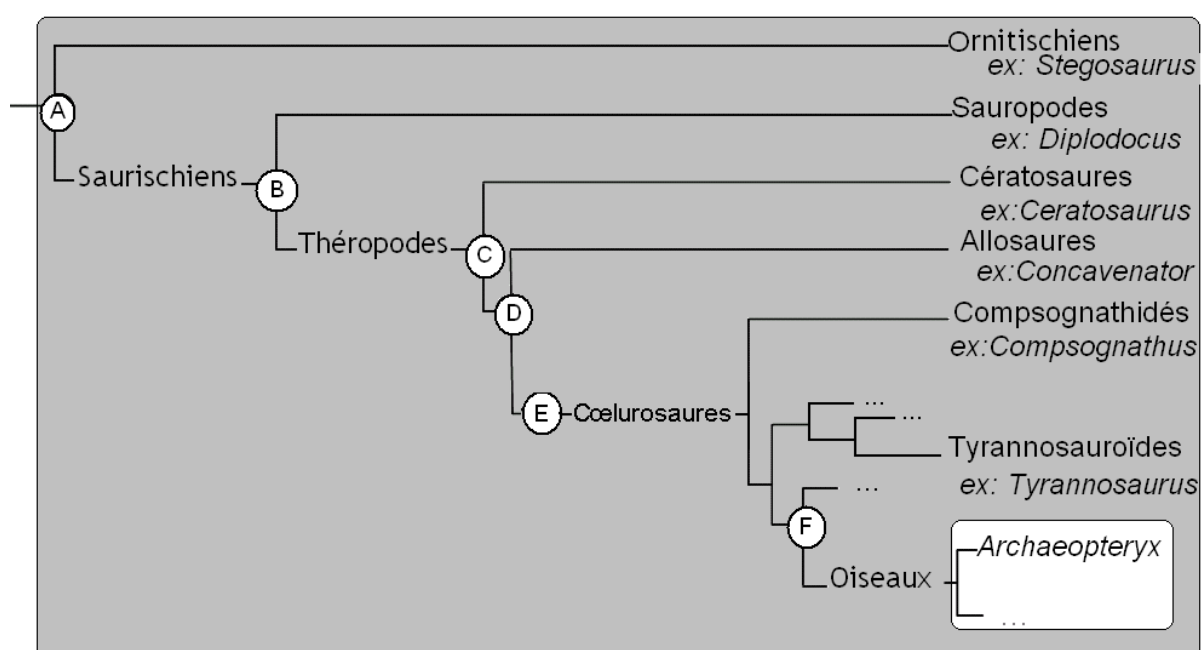 Ornitischiens
ex: Stegosaurus
A
Sauropodes
ex: Diplodocus
Saurischiens
B
Cératosaures
ex:Ceratosaurus
Théropodes
C
Allosaures
ex:Concavenator
D
Compsognathidés
ex:Compsognathus
E
Cœlurosaures
...
...
Tyrannosauroïdes
ex: Tyrannosaurus
...
F
Archaeopteryx
Oiseaux
...